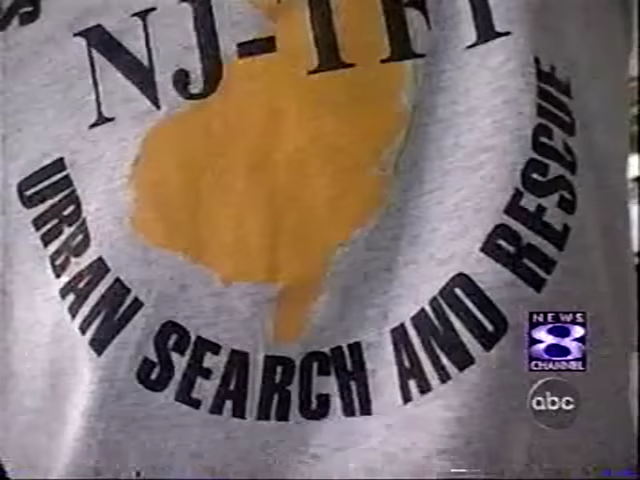 NJ-TF1
URBAN SEARCH AND RESCUE
NEWS
8
CHANNEL
abc